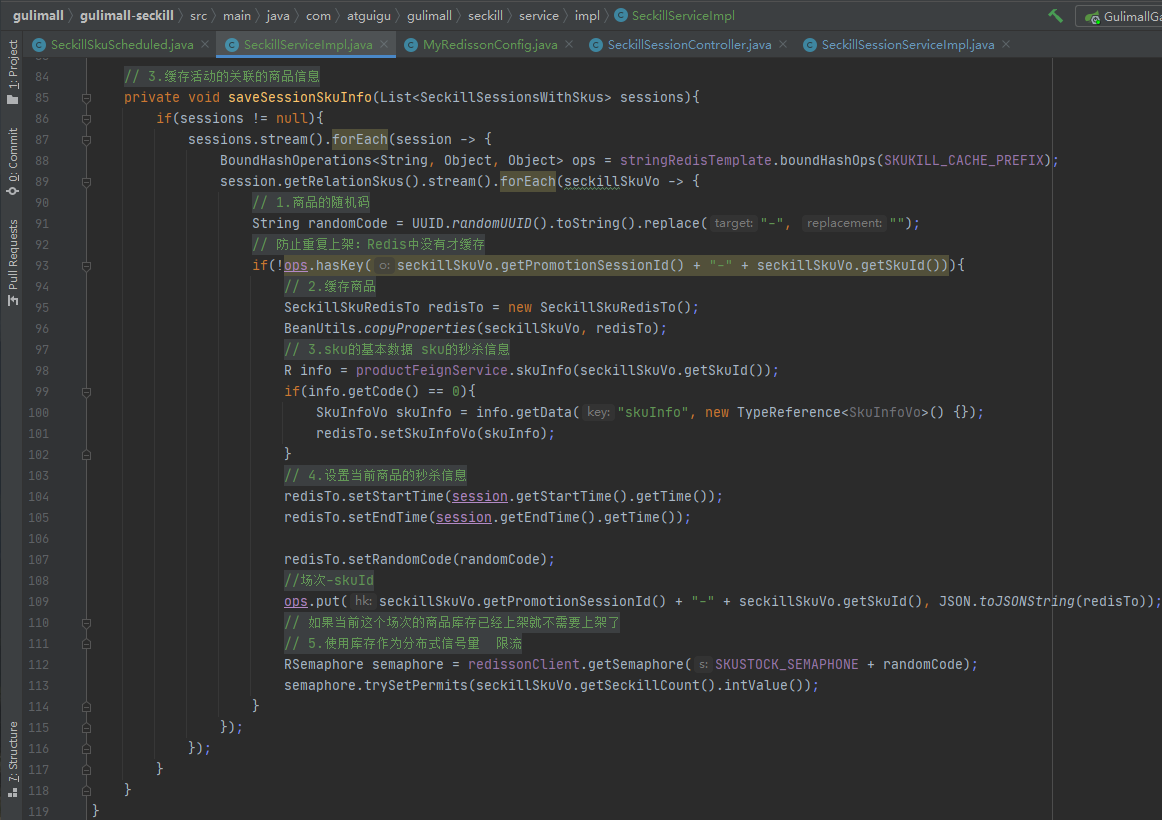 gulimall gulimall-seckill src main java com atguigu gulimall seckill service impl SeckillServiceImpl GulimallGa
SeckillSkuScheduled.java SeckillServiceImpl.java MyRedissonConfig.java SeckillSessionController.java SeckillSessionServiceImpl.java
1: Project
0: Commit
Pull Requests
7: Structure
84 // 3.缓存活动的关联的商品信息
85 private void saveSessionSkuInfo(List<SeckillSessionsWithSkus> sessions){
86 if(sessions != null){
87 sessions.stream().forEach(session -> {
88 BoundHashOperations<String, Object, Object> ops = stringRedisTemplate.boundHashOps(SKUKILL_CACHE_PREFIX);
89 session.getRelationSkus().stream().forEach(seckillSkuVo -> {
90 // 1.商品的随机码
91 String randomCode = UUID.randomUUID().toString().replace( target: "-", replacement: "");
92 // 防止重复上架: Redis中没有才缓存
93 if(!ops.hasKey( o: seckillSkuVo.getPromotionSessionId() + "-" + seckillSkuVo.getSkuId())){
94 // 2.缓存商品
95 SeckillSkuRedisTo redisTo = new SeckillSkuRedisTo();
96 BeanUtils.copyProperties(seckillSkuVo, redisTo);
97 // 3.sku的基本数据 sku的秒杀信息
98 R info = productFeignService.skuInfo(seckillSkuVo.getSkuId());
99 if(info.getCode() == 0){
100 SkuInfoVo skuInfo = info.getData( key: "skuInfo", new TypeReference<SkuInfoVo>() {});
101 redisTo.setSkuInfoVo(skuInfo);
102 }
103 // 4.设置当前商品的秒杀信息
104 redisTo.setStartTime(session.getStartTime().getTime());
105 redisTo.setEndTime(session.getEndTime().getTime());
106
107 redisTo.setRandomCode(randomCode);
108 //场次-skuId
109 ops.put( hk: seckillSkuVo.getPromotionSessionId() + "-" + seckillSkuVo.getSkuId(), JSON.toJSONString(redisTo));
110 // 如果当前这个场次的商品库存已经上架就不需要上架了
111 // 5.使用库存作为分布式信号量  限流
112 RSemaphore semaphore = redissonClient.getSemaphore( s: SKUSTOCK_SEMAPHONE + randomCode);
113 semaphore.trySetPermits(seckillSkuVo.getSeckillCount().intValue());
114 }
115 });
116 });
117 }
118 }
119 }